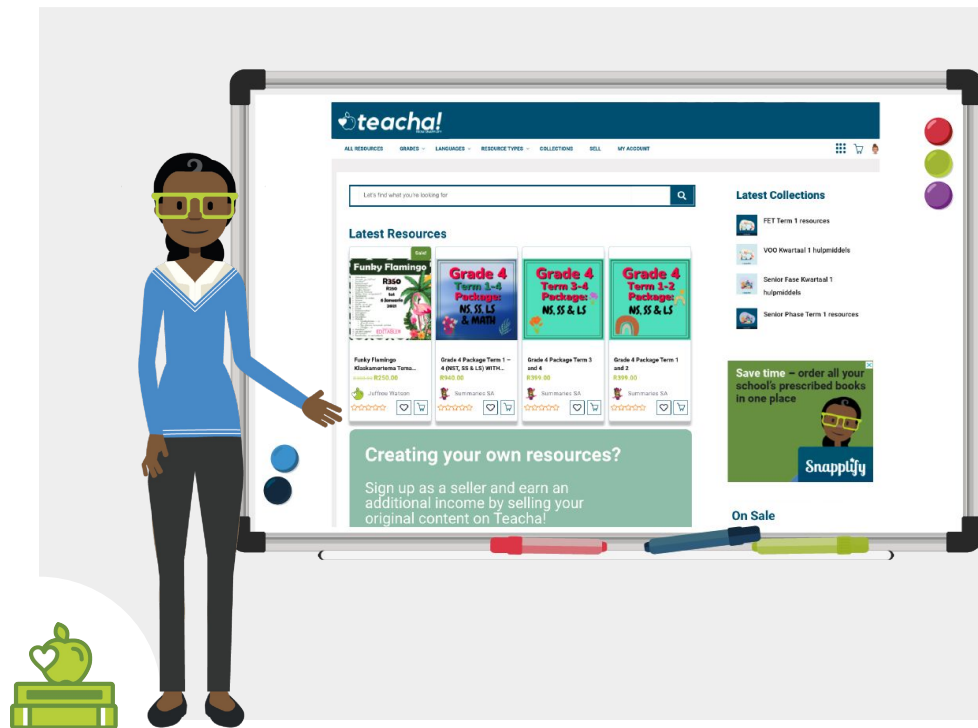 teacha!
ALL RESOURCES GRADES LANGUAGES RESOURCE TYPES COLLECTIONS SELL MY ACCOUNT
Let's find what you're looking for
Latest Resources
Sale!
Funky Flamingo
R350
R250
tot
2021
Grade 4
Term 1-4
Package:
NS, SS, LS
& MATH
Grade 4
Term 3-4
Package:
NS, SS & LS
Grade 4
Term 1-2
Package:
NS, SS & LS
Funky Flamingo
Klaskamertema Tema...
R250.00
Juffrou Watson
Grade 4 Package Term 1 –
4 (NST, SS & LS) WITH...
R940.00
Summaries SA
Grade 4 Package Term 3
and 4
R399.00
Summaries SA
Grade 4 Package Term 1
and 2
R399.00
Summaries SA
Creating your own resources?
Sign up as a seller and earn an
additional income by selling your
original content on Teacha!
Latest Collections
FET Term 1 resources
VOO Kwartaal 1 hulpmiddels
Senior Fase Kwartaal 1
hulpmiddels
Senior Phase Term 1 resources
Save time – order all your
school's prescribed books
in one place
Snapplify
On Sale